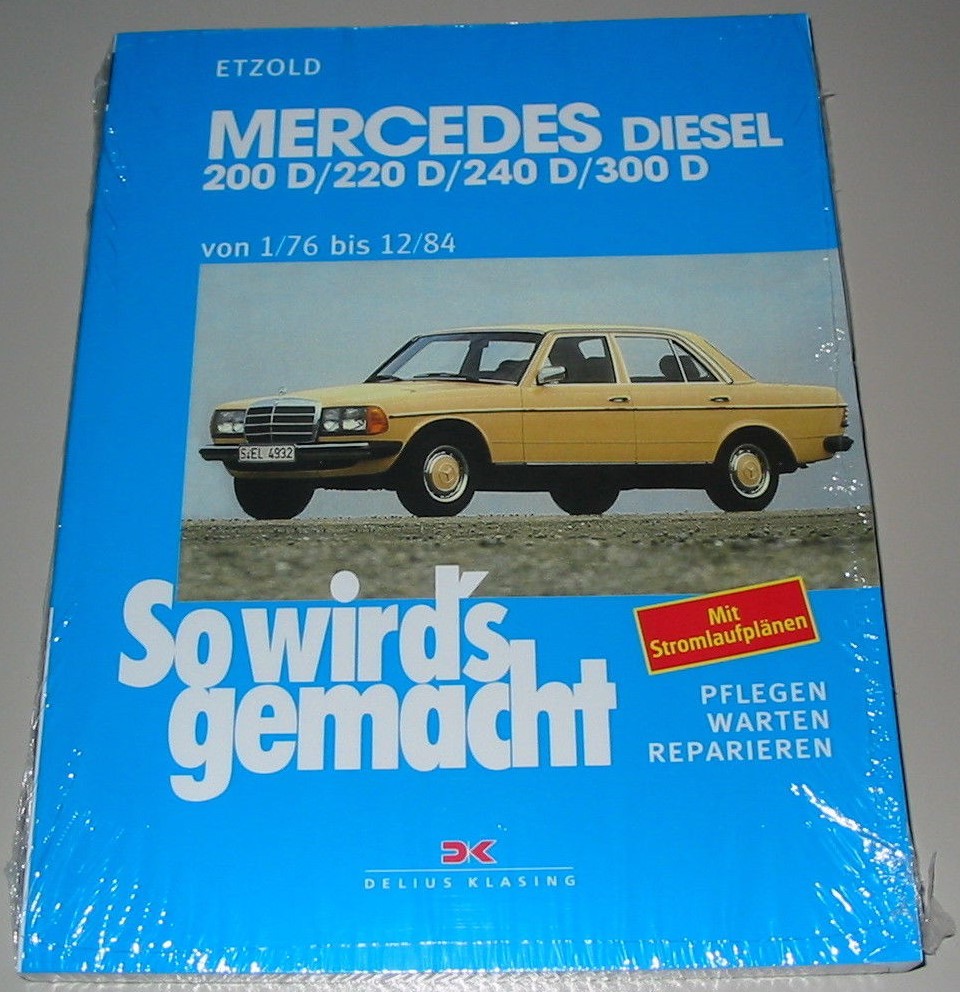 ETZOLD
MERCEDES DIESEL
200 D/220 D/240 D/300 D
von 1/76 bis 12/84
S·EL 4932
So wird's
gemacht
Mit
Stromlaufplänen
PFLEGEN
WARTEN
REPARIEREN
DK
DELIUS KLASING